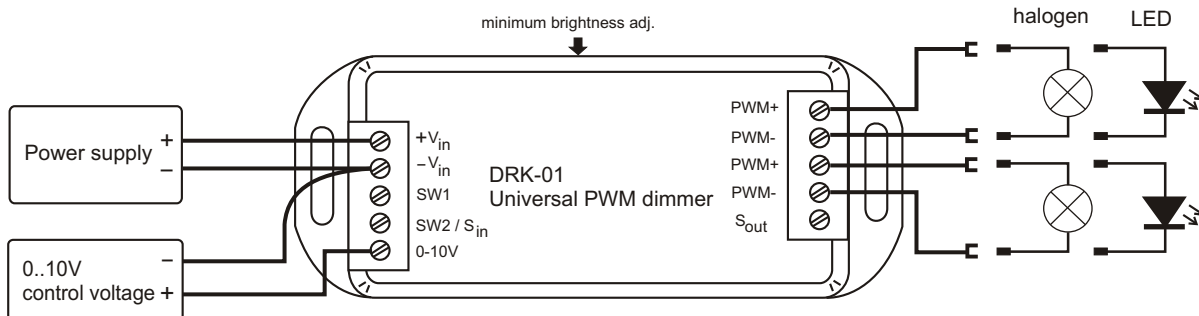 minimum brightness adj.
halogen
LED
Power supply
+
−
0..10V
control voltage
−
+
+Vin
−Vin
SW1
SW2 / Sin
0-10V
DRK-01
Universal PWM dimmer
PWM+
PWM-
PWM+
PWM-
Sout